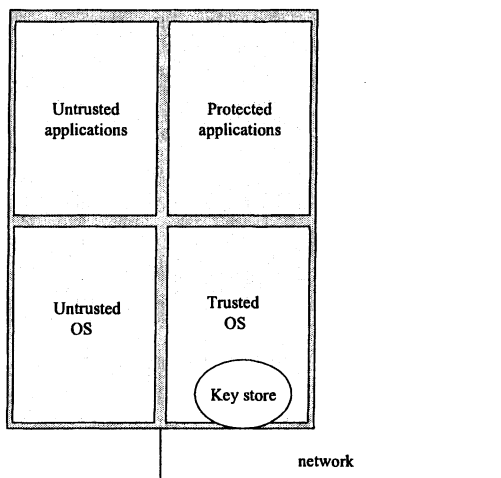 Untrusted
applications
Protected
applications
Untrusted
OS
Trusted
OS
Key store
network